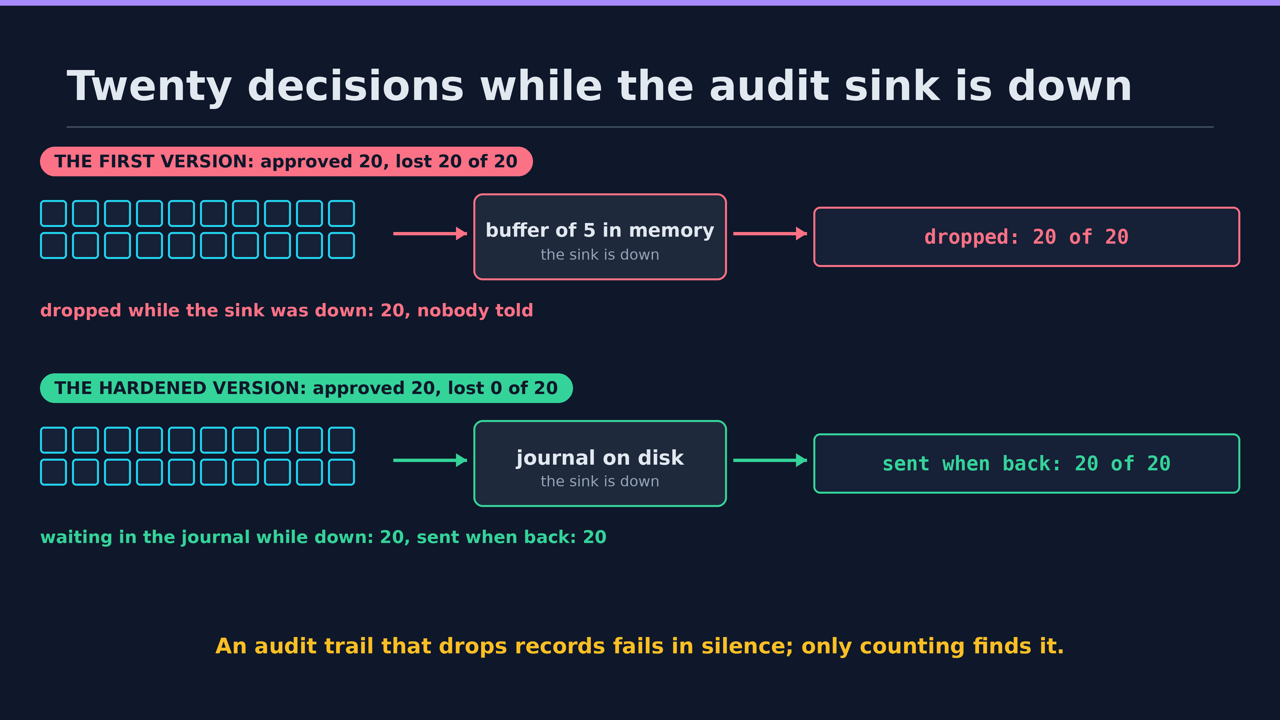 Twenty decisions while the audit sink is down
THE FIRST VERSION: approved 20, lost 20 of 20
buffer of 5 in memory
the sink is down
dropped: 20 of 20
dropped while the sink was down: 20, nobody told
THE HARDENED VERSION: approved 20, lost 0 of 20
journal on disk
the sink is down
sent when back: 20 of 20
waiting in the journal while down: 20, sent when back: 20
An audit trail that drops records fails in silence; only counting finds it.